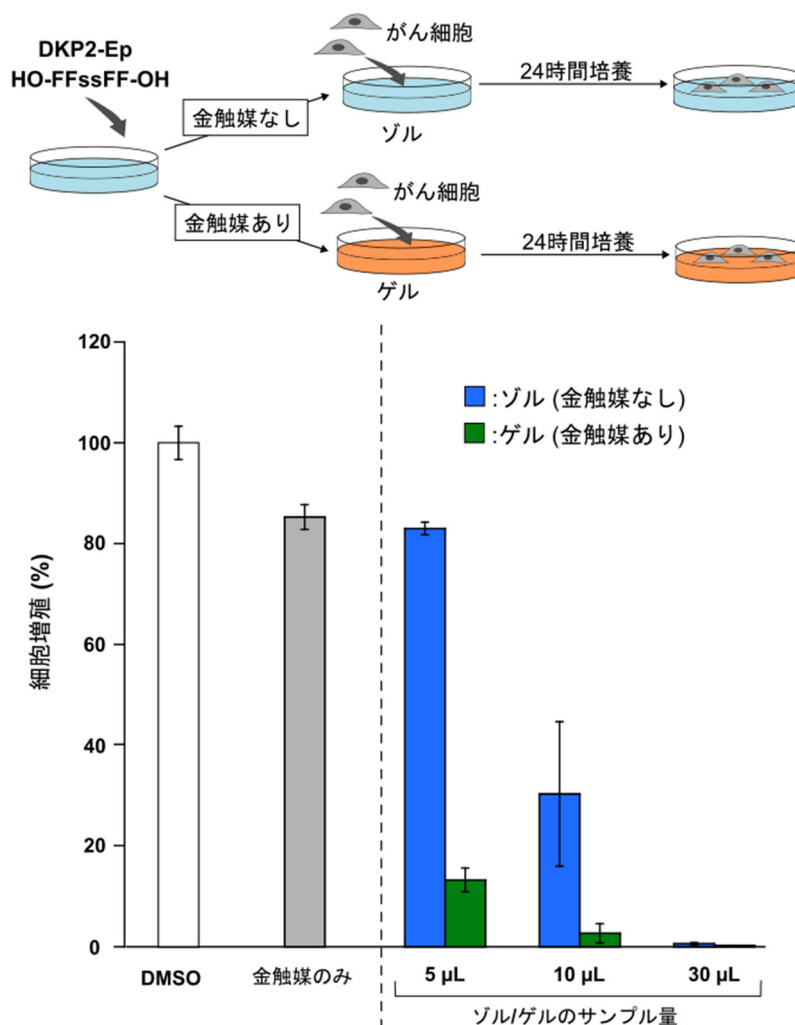 DKP2-Ep
HO-FFssFF-OH
金触媒なし
がん細胞
ゾル
24時間培養
金触媒あり
がん細胞
ゲル
24時間培養
120
100
80
60
40
20
0
細胞増殖 (%)
:ゾル (金触媒なし)
:ゲル (金触媒あり)
DMSO
金触媒のみ
5 µL
10 µL
30 µL
ゾル/ゲルのサンプル量